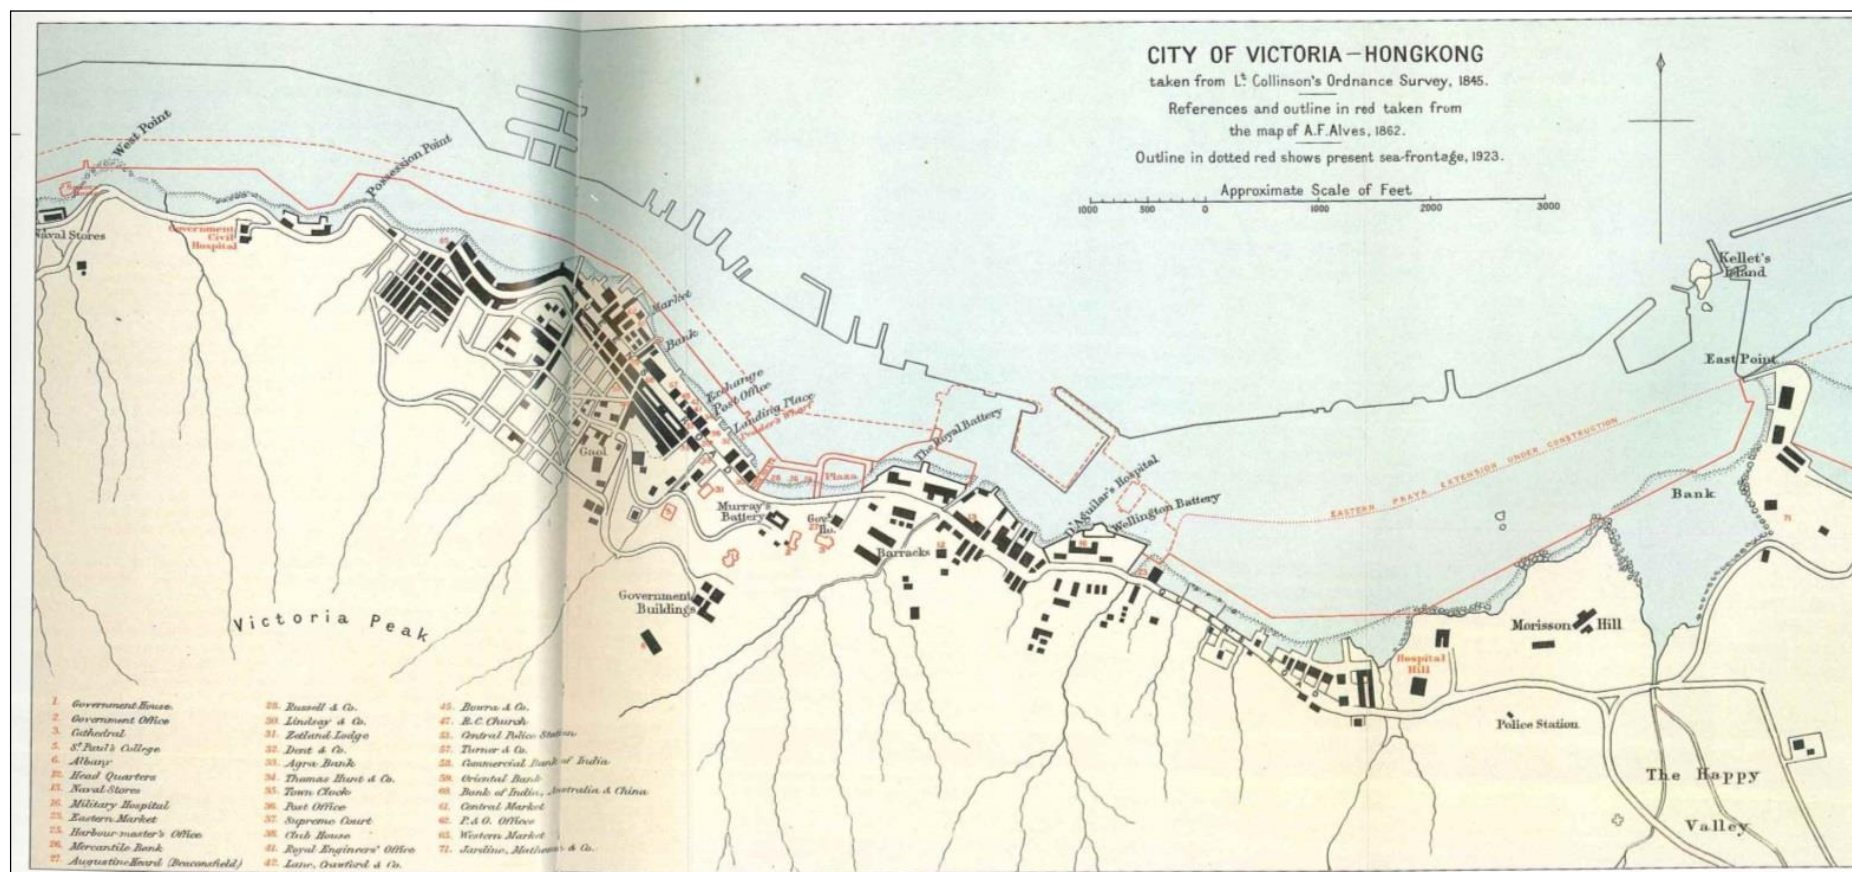 CITY OF VICTORIA – HONGKONG
taken from Lt. Collinson's Ordnance Survey, 1845.
References and outline in red taken from
the map of A.F. Alves, 1862.
Outline in dotted red shows present sea-frontage, 1923.
Approximate Scale of Feet
1000 500 0 1000 2000 3000
West Point
Possession Point
Naval Stores
Government
Civil
Hospital
Market
Bank
Exchange
Post Office
Landing Place
Pedder's Wharf
Gaol
Plaza
The Royal Battery
Murray's
Battery
Govt.
Ho.
Barracks
D'Aguilar's Hospital
Wellington Battery
Government
Buildings
Victoria Peak
EASTERN PRAYA EXTENSION UNDER CONSTRUCTION
Kellet's
Island
East Point
Bank
Morisson Hill
Hospital
Hill
Police Station
The Happy
Valley
1. Government House
2. Government Office
3. Cathedral
5. St. Paul's College
6. Albany
12. Head Quarters
13. Naval Stores
16. Military Hospital
23. Eastern Market
25. Harbour-master's Office
26. Mercantile Bank
27. Augustine Heard (Beaconsfield)
28. Russell & Co.
30. Lindsay & Co.
31. Zetland Lodge
32. Dent & Co.
33. Agra Bank
34. Thomas Hunt & Co.
35. Town Clock
36. Post Office
37. Supreme Court
38. Club House
41. Royal Engineers' Office
42. Lane, Crawford & Co.
45. Bowra & Co.
47. R.C. Church
53. Central Police Station
57. Turner & Co.
58. Commercial Bank of India
59. Oriental Bank
60. Bank of India, Australia & China
61. Central Market
62. P. & O. Offices
65. Western Market
71. Jardine, Matheson & Co.